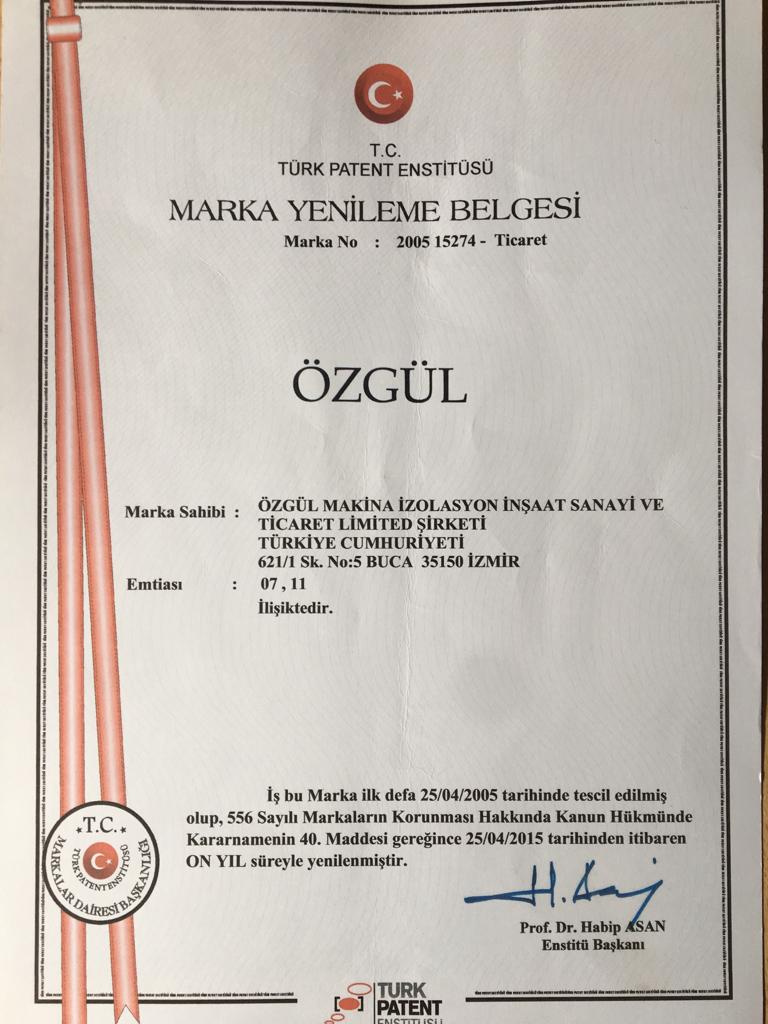 T.C.
TÜRK PATENT ENSTİTÜSÜ
MARKA YENİLEME BELGESİ
Marka No : 2005 15274 - Ticaret
ÖZGÜL
Marka Sahibi : ÖZGÜL MAKİNA İZOLASYON İNŞAAT SANAYİ VE
TİCARET LİMİTED ŞİRKETİ
TÜRKİYE CUMHURİYETİ
621/1 Sk. No:5 BUCA 35150 İZMİR
Emtiası : 07 , 11
İlişiktedir.
İş bu Marka ilk defa 25/04/2005 tarihinde tescil edilmiş
olup, 556 Sayılı Markaların Korunması Hakkında Kanun Hükmünde
Kararnamenin 40. Maddesi gereğince 25/04/2015 tarihinden itibaren
ON YIL süreyle yenilenmiştir.
T.C.
TÜRK PATENT ENSTİTÜSÜ
MARKALAR DAİRESİ BAŞKANLIĞI
Prof. Dr. Habip ASAN
Enstitü Başkanı
TURK
PATENT
ENSTİTÜSÜ